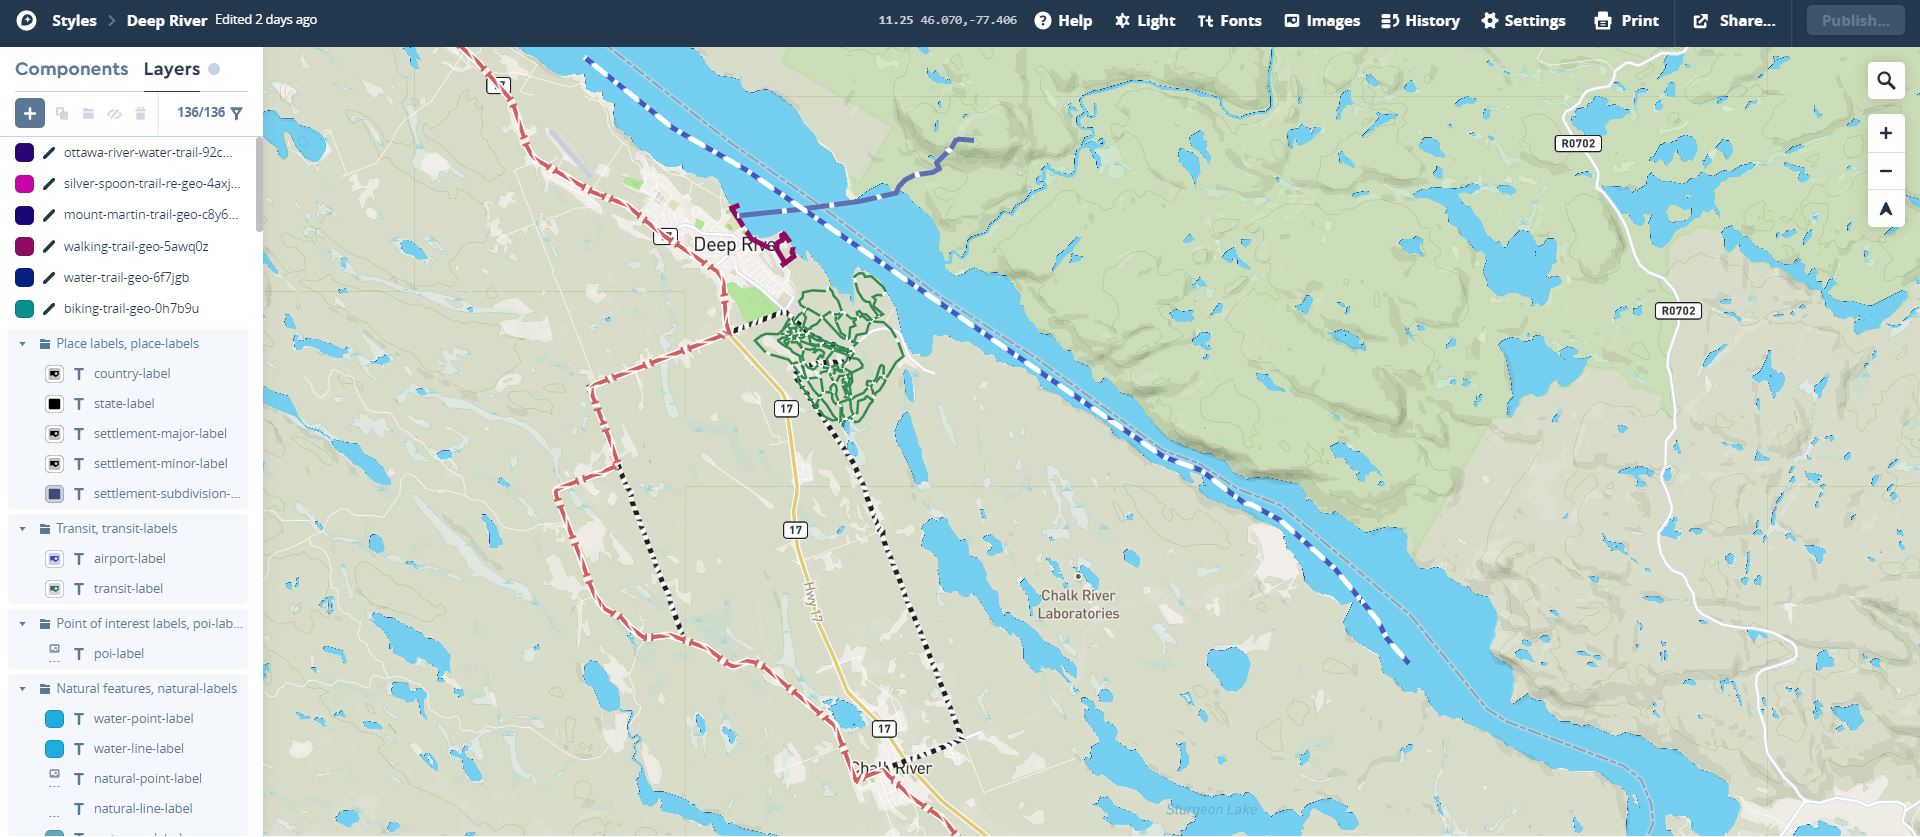 Styles > Deep River Edited 2 days ago
11.25 46.070,-77.406
Help
Light
Fonts
Images
History
Settings
Print
Share...
Publish...
Components Layers
136/136
ottawa-river-water-trail-92c...
silver-spoon-trail-re-geo-4axj...
mount-martin-trail-geo-c8y6...
walking-trail-geo-5awq0z
water-trail-geo-6f7jgb
biking-trail-geo-0h7b9u
Place labels, place-labels
country-label
state-label
settlement-major-label
settlement-minor-label
settlement-subdivision-...
Transit, transit-labels
airport-label
transit-label
Point of interest labels, poi-lab...
poi-label
Natural features, natural-labels
water-point-label
water-line-label
natural-point-label
natural-line-label
R0702
Deep River
R0702
17
17
Hwy 17
Chalk River
Laboratories
17
Chalk River
Sturgeon Lake